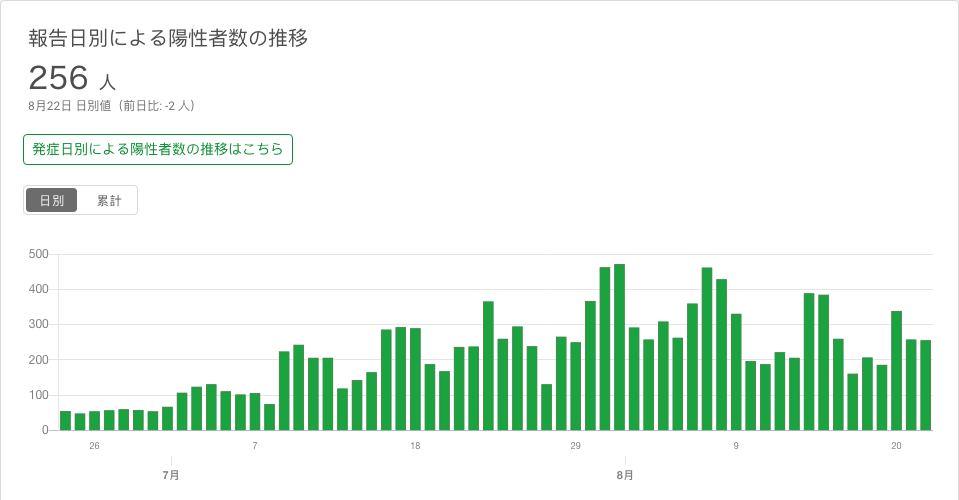 報告日別による陽性者数の推移
256 人
8月22日 日別値（前日比: -2 人）
発症日別による陽性者数の推移はこちら
日別 累計
500
400
300
200
100
0
26 7 18 29 9 20
7月 8月